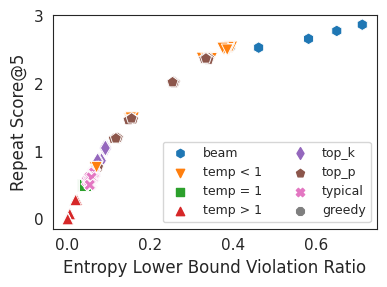 Repeat Score@5
3
2
1
0
0.0 0.2 0.4 0.6
Entropy Lower Bound Violation Ratio
beam
temp < 1
temp = 1
temp > 1
top_k
top_p
typical
greedy